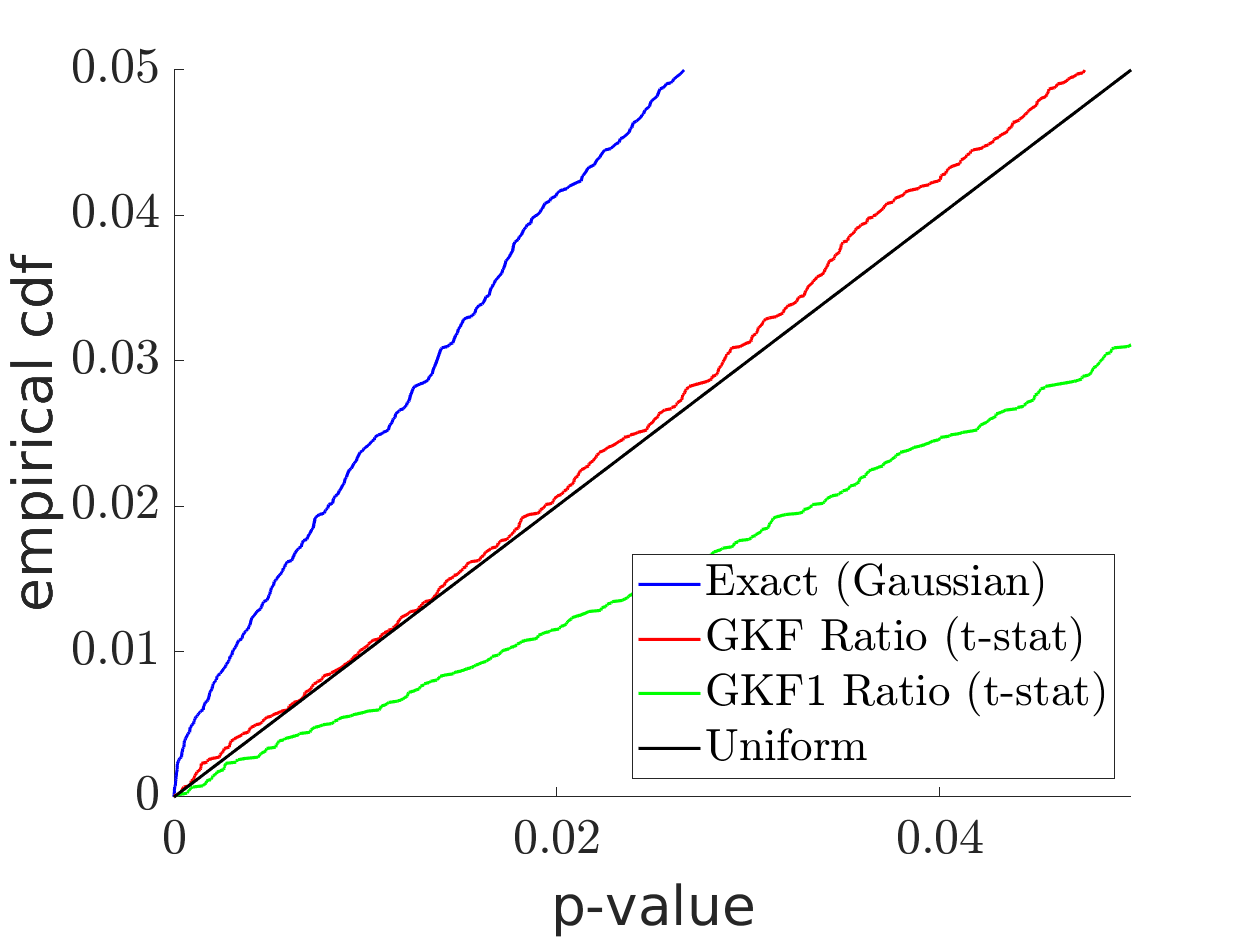 0.05
0.04
0.03
0.02
0.01
0
empirical cdf
0
0.02
0.04
p-value
Exact (Gaussian)
GKF Ratio (t-stat)
GKF1 Ratio (t-stat)
Uniform